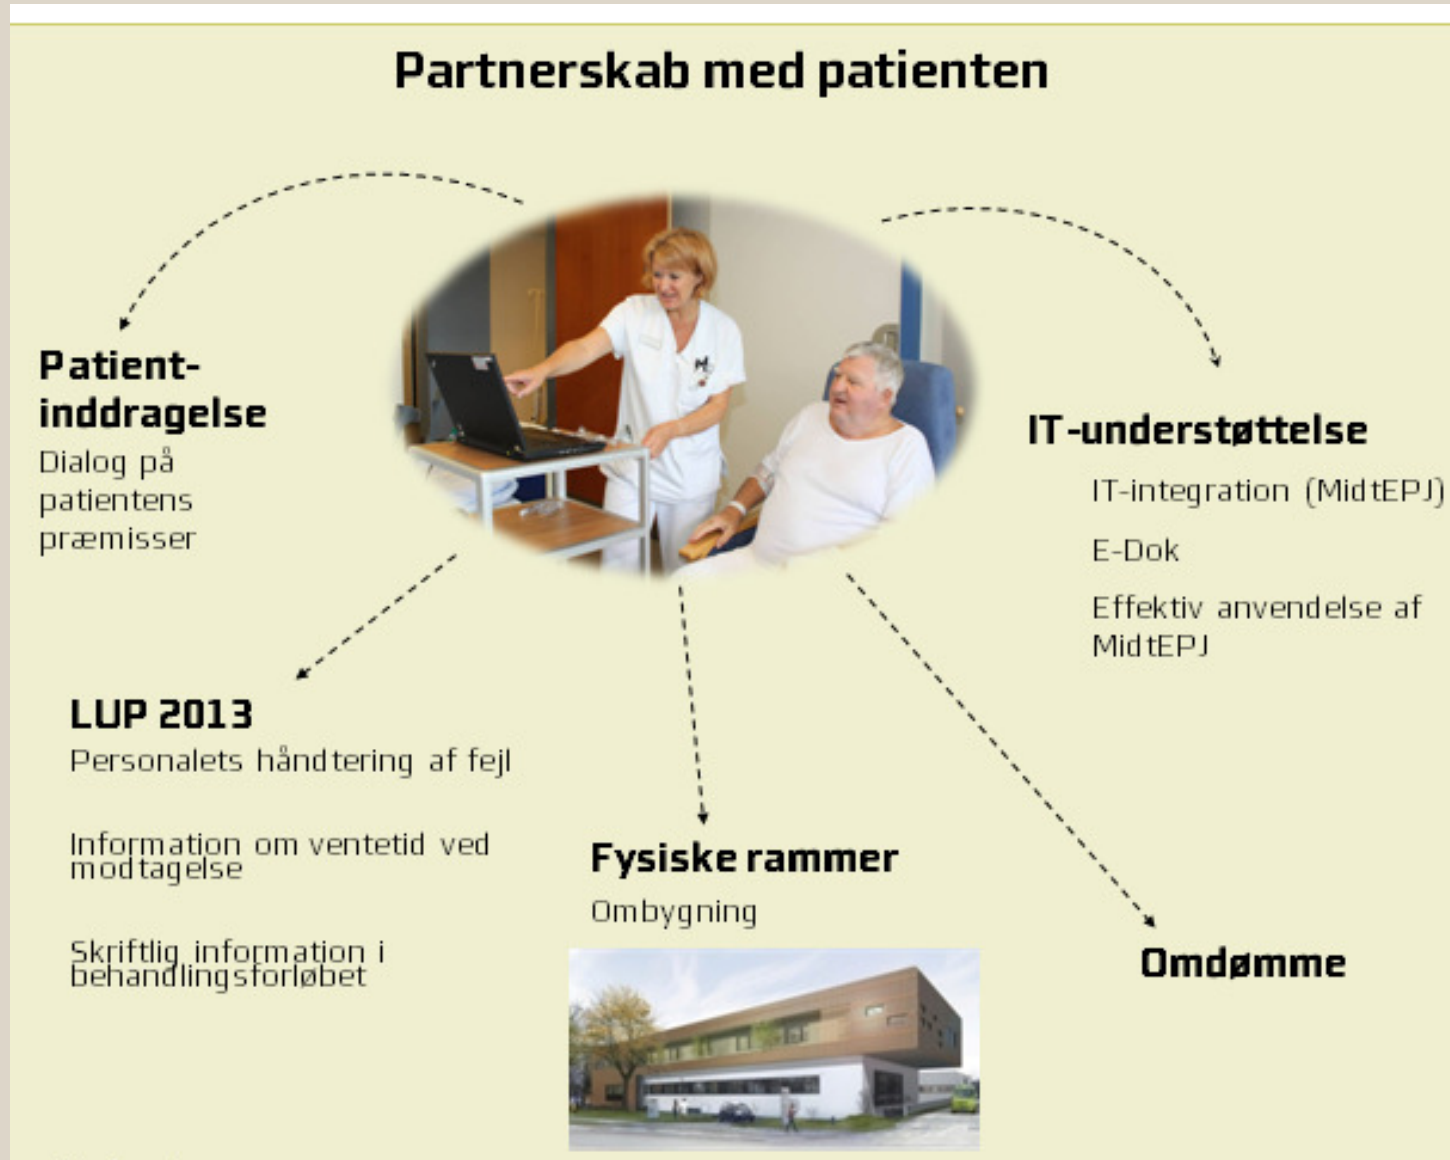 Partnerskab med patienten
Patient-
inddragelse
Dialog på
patientens
præmisser
IT-understøttelse
IT-integration (MidtEPJ)
E-Dok
Effektiv anvendelse af
MidtEPJ
LUP 2013
Personalets håndtering af fejl
Information om ventetid ved
modtagelse
Skriftlig information i
behandlingsforløbet
Fysiske rammer
Ombygning
Omdømme